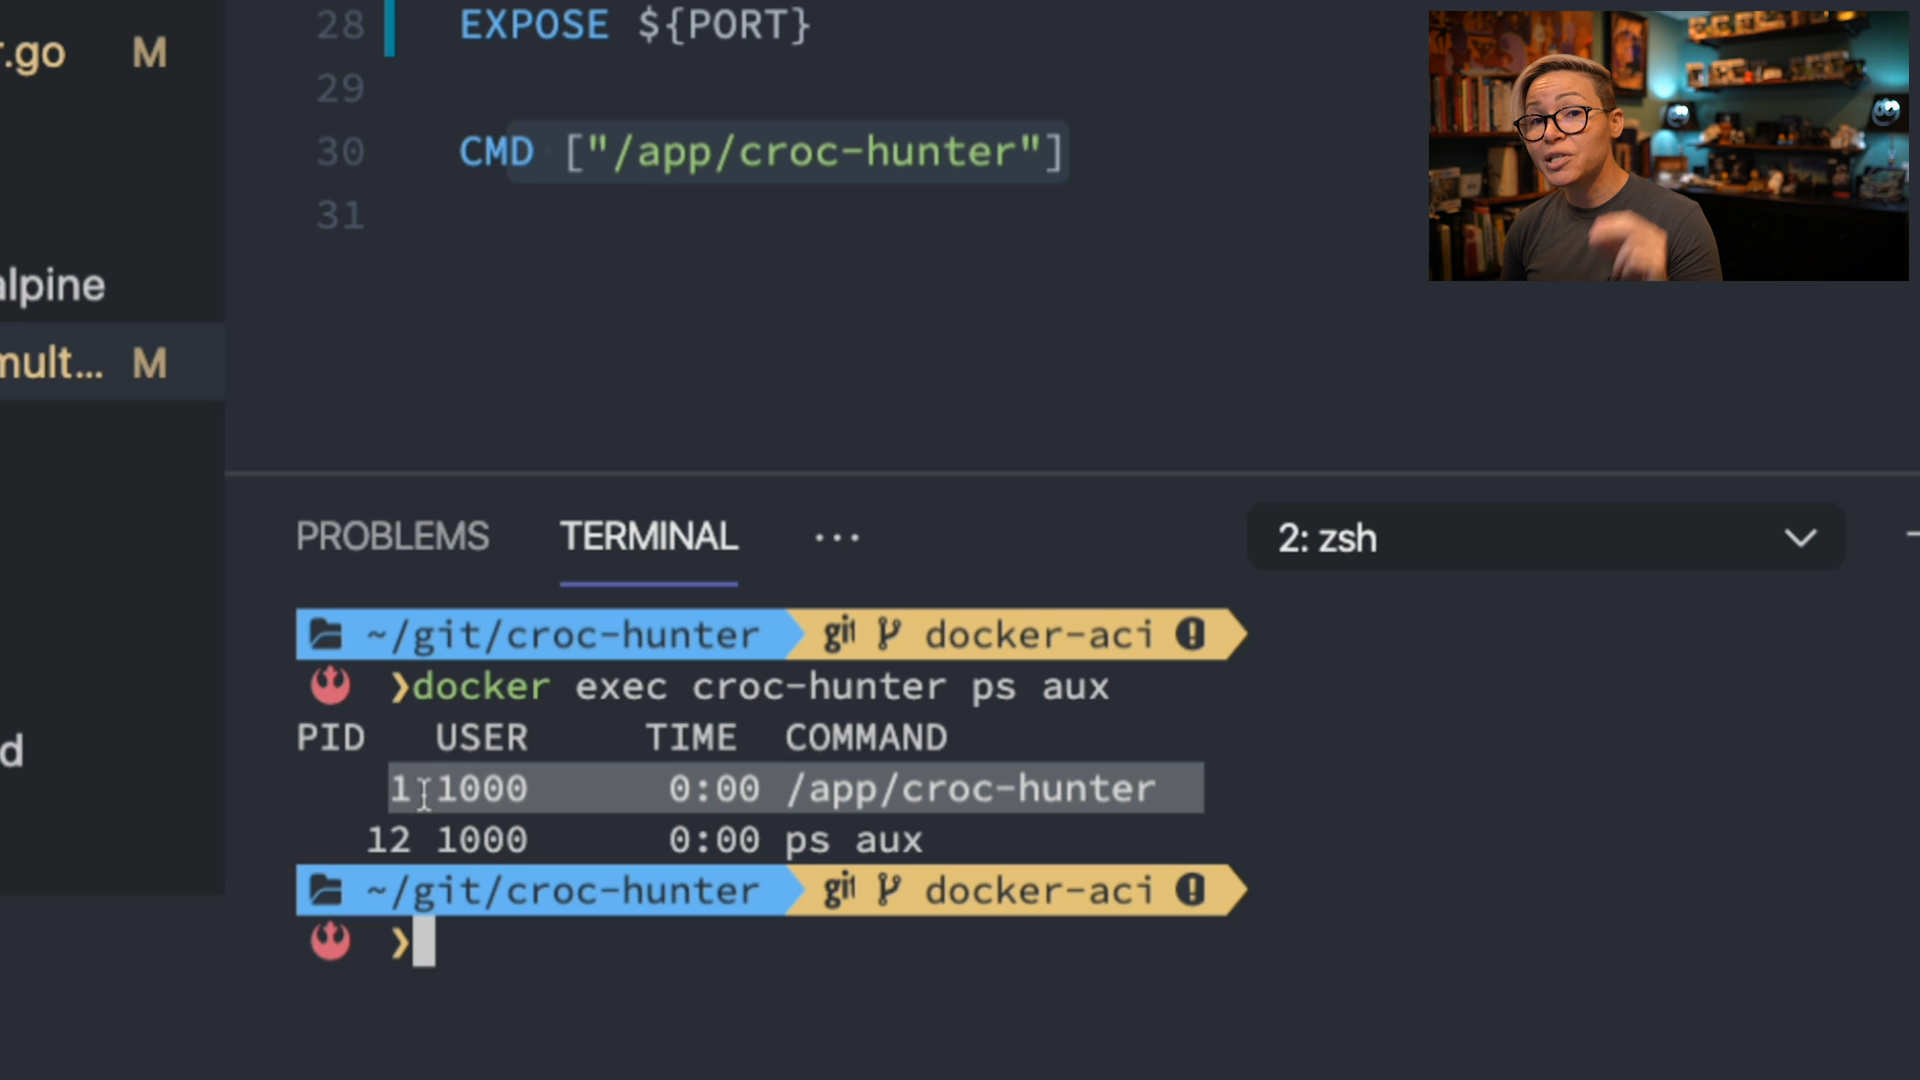 r.go M
alpine
mult... M
d
28 EXPOSE ${PORT}
29
30 CMD ["/app/croc-hunter"]
31
PROBLEMS TERMINAL ... 2: zsh
~/git/croc-hunter git docker-aci
❯docker exec croc-hunter ps aux
PID USER TIME COMMAND
1 1000 0:00 /app/croc-hunter
12 1000 0:00 ps aux
~/git/croc-hunter git docker-aci
❯